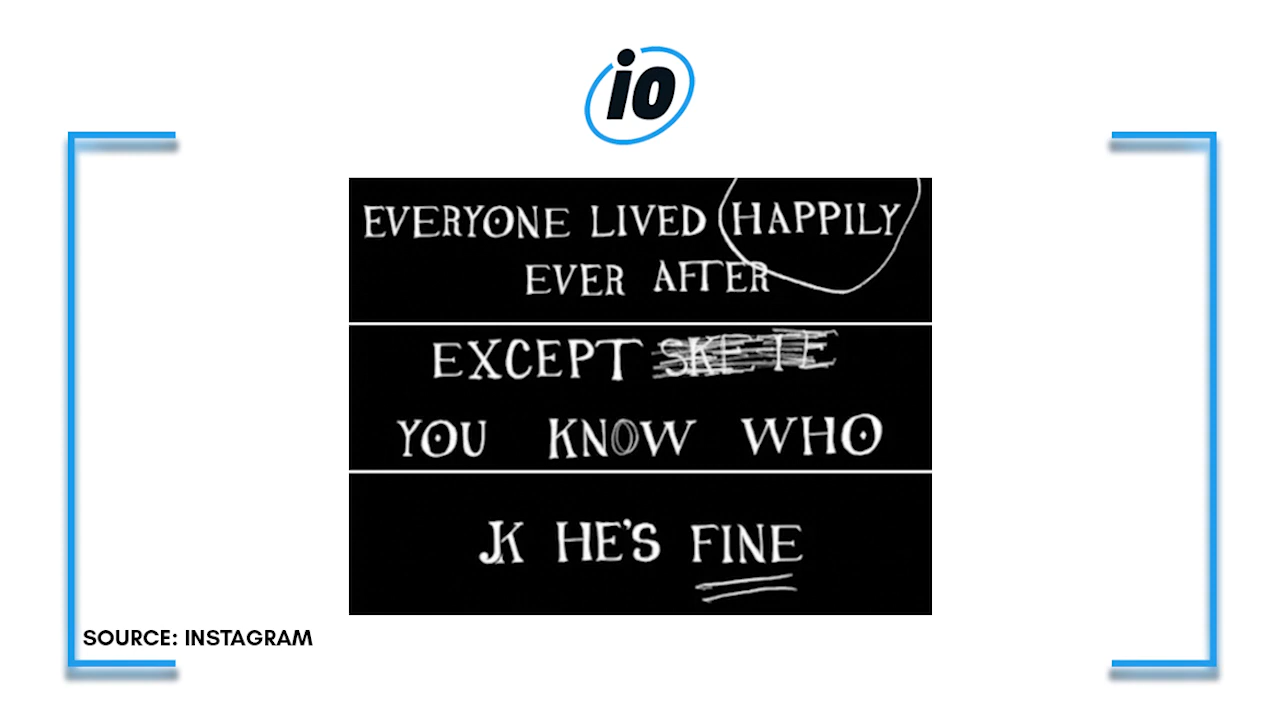 io
EVERYONE LIVED HAPPILY
EVER AFTER
EXCEPT
YOU KNOW WHO
JK HE'S FINE
SOURCE: INSTAGRAM